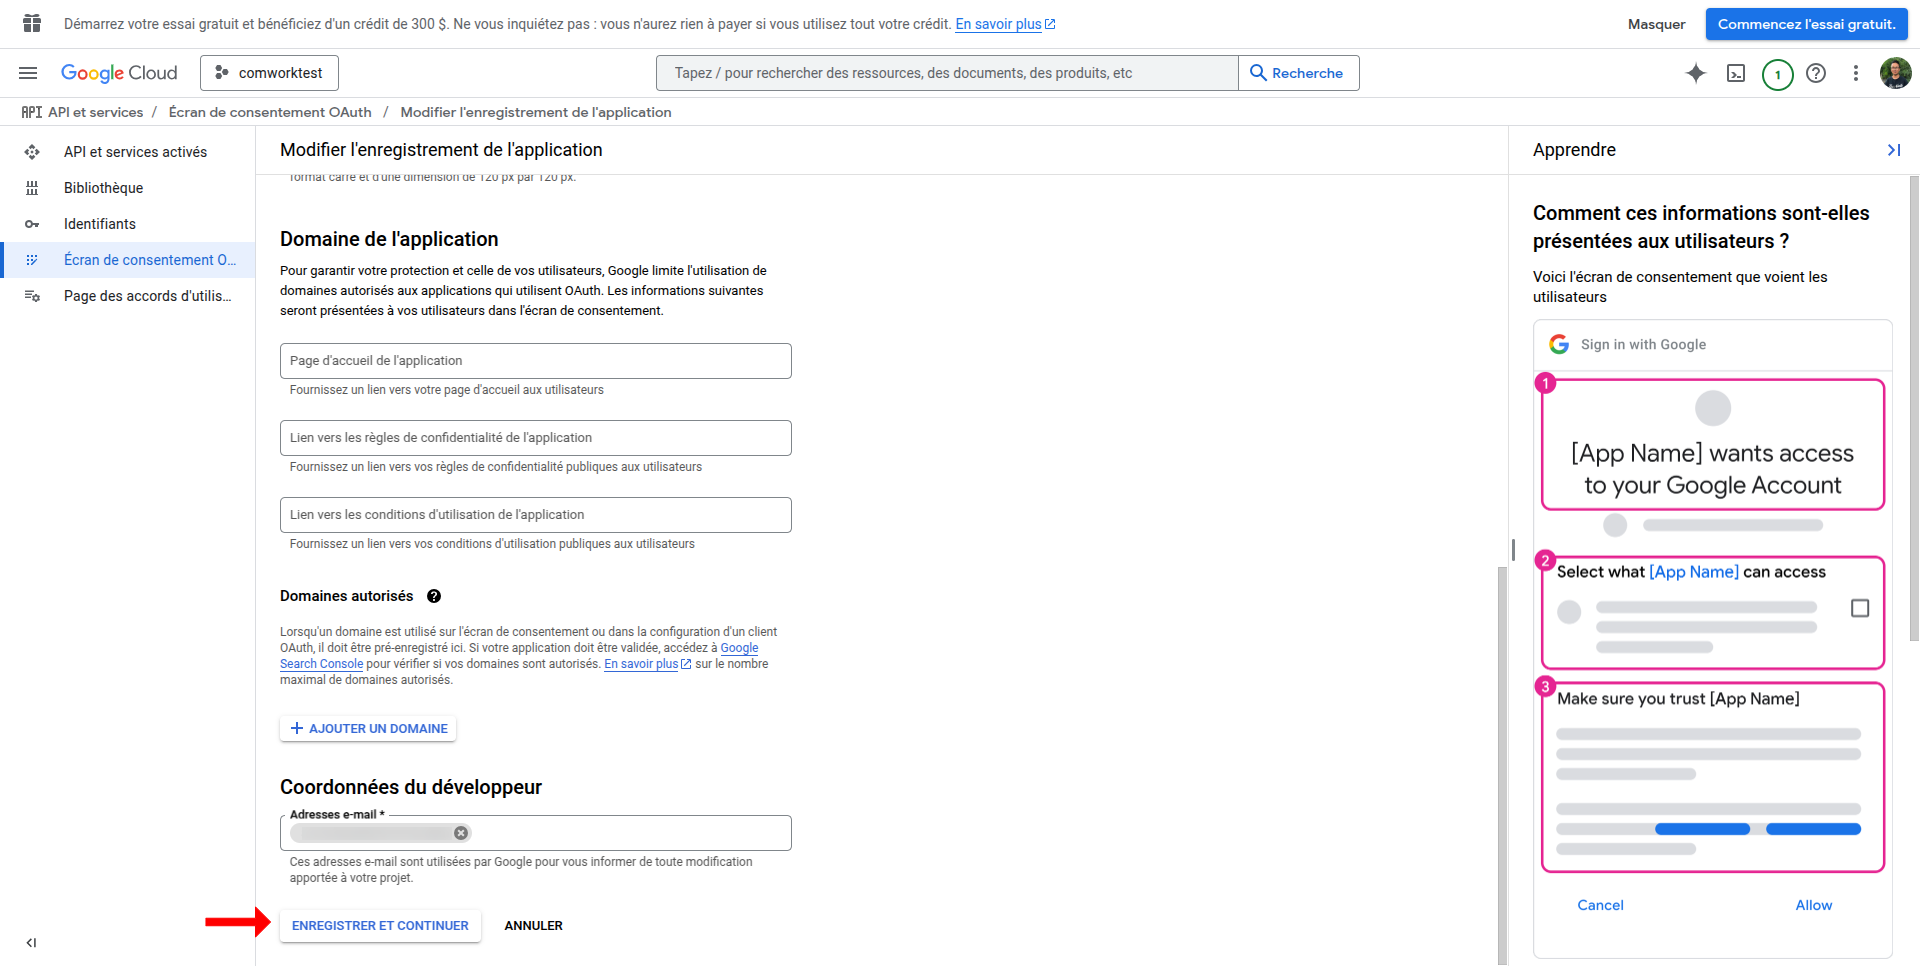 Démarrez votre essai gratuit et bénéficiez d'un crédit de 300 $. Ne vous inquiétez pas : vous n'aurez rien à payer si vous utilisez tout votre crédit. En savoir plus
Masquer
Commencez l'essai gratuit.
Google Cloud
comworktest
Tapez / pour rechercher des ressources, des documents, des produits, etc
Recherche
1
API API et services / Écran de consentement OAuth / Modifier l'enregistrement de l'application
API et services activés
Bibliothèque
Identifiants
Écran de consentement O...
Page des accords d'utilis...
Modifier l'enregistrement de l'application
format carré et d'une dimension de 120 px par 120 px.
Domaine de l'application
Pour garantir votre protection et celle de vos utilisateurs, Google limite l'utilisation de
domaines autorisés aux applications qui utilisent OAuth. Les informations suivantes
seront présentées à vos utilisateurs dans l'écran de consentement.
Page d'accueil de l'application
Fournissez un lien vers votre page d'accueil aux utilisateurs
Lien vers les règles de confidentialité de l'application
Fournissez un lien vers vos règles de confidentialité publiques aux utilisateurs
Lien vers les conditions d'utilisation de l'application
Fournissez un lien vers vos conditions d'utilisation publiques aux utilisateurs
Domaines autorisés
Lorsqu'un domaine est utilisé sur l'écran de consentement ou dans la configuration d'un client
OAuth, il doit être pré-enregistré ici. Si votre application doit être validée, accédez à Google
Search Console pour vérifier si vos domaines sont autorisés. En savoir plus sur le nombre
maximal de domaines autorisés.
+ AJOUTER UN DOMAINE
Coordonnées du développeur
Adresses e-mail *
Ces adresses e-mail sont utilisées par Google pour vous informer de toute modification
apportée à votre projet.
ENREGISTRER ET CONTINUER
ANNULER
Apprendre
Comment ces informations sont-elles
présentées aux utilisateurs ?
Voici l'écran de consentement que voient les
utilisateurs
Sign in with Google
1
[App Name] wants access
to your Google Account
2
Select what [App Name] can access
3
Make sure you trust [App Name]
Cancel
Allow